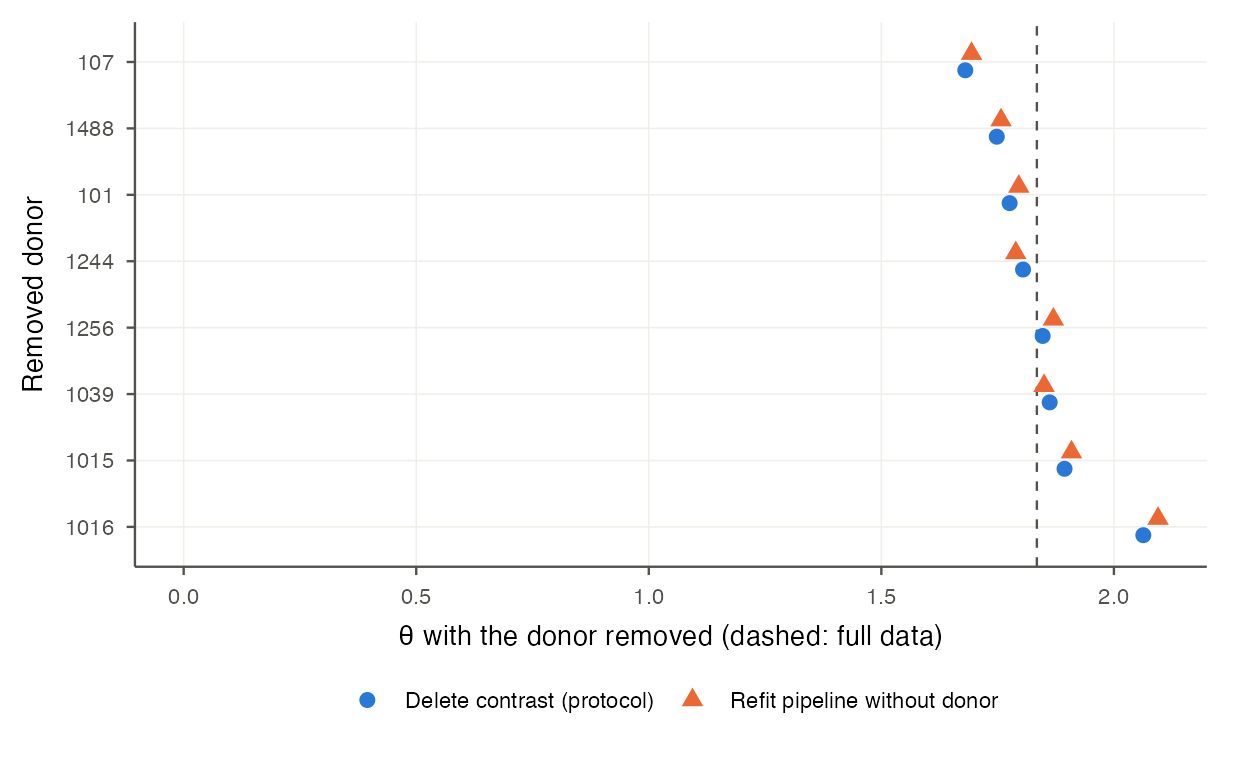 107
1488
101
1244
1256
1039
1015
1016
Removed donor
0.0 0.5 1.0 1.5 2.0
θ with the donor removed (dashed: full data)
Delete contrast (protocol) Refit pipeline without donor